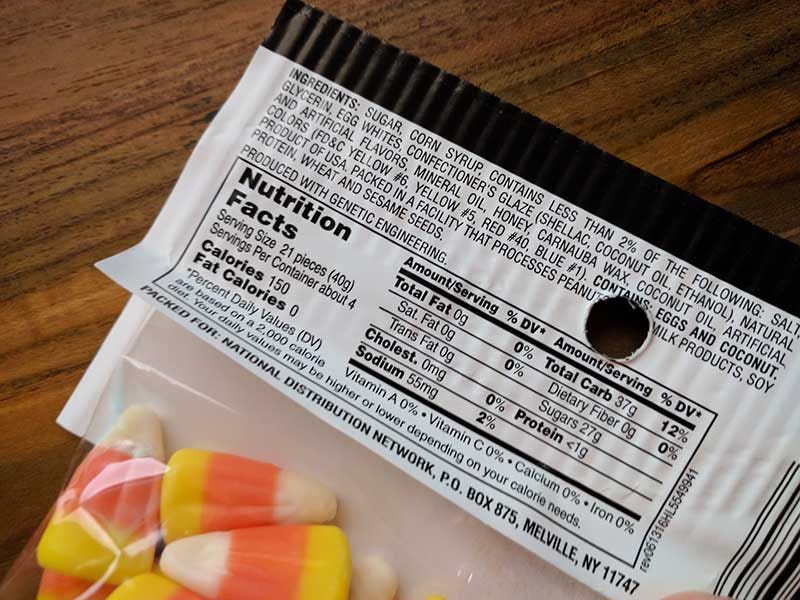 INGREDIENTS: SUGAR, CORN SYRUP, CONTAINS LESS THAN 2% OF THE FOLLOWING: SALT,
GLYCERIN, EGG WHITES, CONFECTIONER'S GLAZE (SHELLAC, COCONUT OIL, ETHANOL), NATURAL
AND ARTIFICIAL FLAVORS, MINERAL OIL, HONEY, CARNAUBA WAX, COCONUT OIL, ARTIFICIAL
COLORS (FD&C YELLOW #6, YELLOW #5, RED #40, BLUE #1). CONTAINS: EGGS AND COCONUT.
PRODUCT OF USA. PACKED IN A FACILITY THAT PROCESSES PEANUTS MILK PRODUCTS, SOY
PROTEIN, WHEAT AND SESAME SEEDS.
PRODUCED WITH GENETIC ENGINEERING.
Nutrition
Facts
Serving Size 21 pieces (40g)
Servings Per Container about 4
Calories 150
Fat Calories 0
*Percent Daily Values (DV)
are based on a 2,000 calorie
diet. Your daily values may be higher or lower depending on your calorie needs.
Amount/Serving % DV* Amount/Serving % DV*
Total Fat 0g 0% Total Carb 37g 12%
Sat. Fat 0g 0% Dietary Fiber 0g 0%
Trans Fat 0g Sugars 27g
Cholest. 0mg 0% Protein <1g
Sodium 55mg 2%
Vitamin A 0% • Vitamin C 0% • Calcium 0% • Iron 0%
PACKED FOR: NATIONAL DISTRIBUTION NETWORK, P.O. BOX 875, MELVILLE, NY 11747
rev061316HL5549941